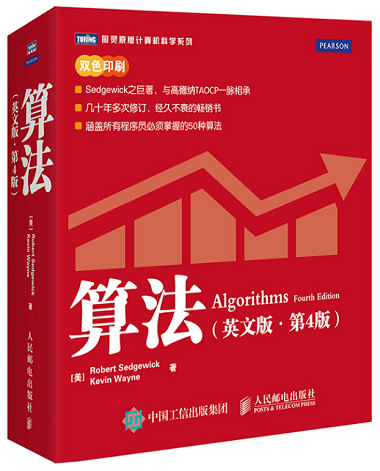 TURING
图灵原版计算机科学系列
PEARSON
双色印刷
Sedgewick之巨著，与高德纳TAOCP一脉相承
几十年多次修订，经久不衰的畅销书
涵盖所有程序员必须掌握的50种算法
算法
Algorithms Fourth Edition
（英文版·第4版）
[美] Robert Sedgewick
Kevin Wayne 著
中国工信出版集团
人民邮电出版社
POSTS & TELECOM PRESS
算法
（英文版·第4版）
[美] Robert Sedgewick
Kevin Wayne 著
人民邮电出版社